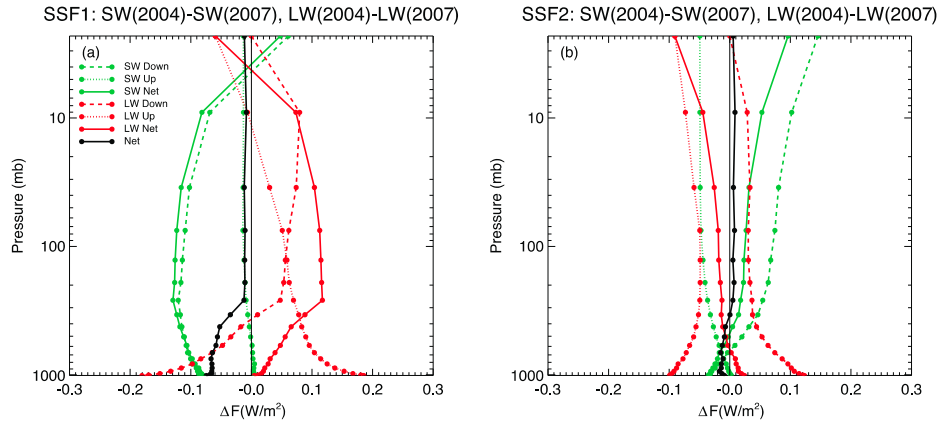 SSF1: SW(2004)-SW(2007), LW(2004)-LW(2007)
(a)
SW Down
SW Up
SW Net
LW Down
LW Up
LW Net
Net
Pressure (mb)
10
100
1000
-0.3 -0.2 -0.1 -0.0 0.1 0.2 0.3
ΔF(W/m²)
SSF2: SW(2004)-SW(2007), LW(2004)-LW(2007)
(b)
Pressure (mb)
10
100
1000
-0.3 -0.2 -0.1 -0.0 0.1 0.2 0.3
ΔF(W/m²)